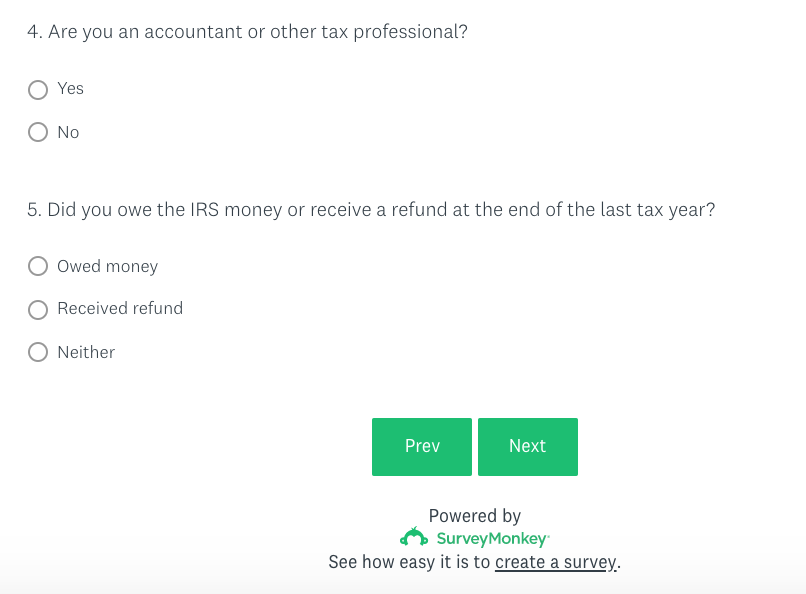 4. Are you an accountant or other tax professional?
Yes
No
5. Did you owe the IRS money or receive a refund at the end of the last tax year?
Owed money
Received refund
Neither
Prev
Next
Powered by
SurveyMonkey
See how easy it is to create a survey.